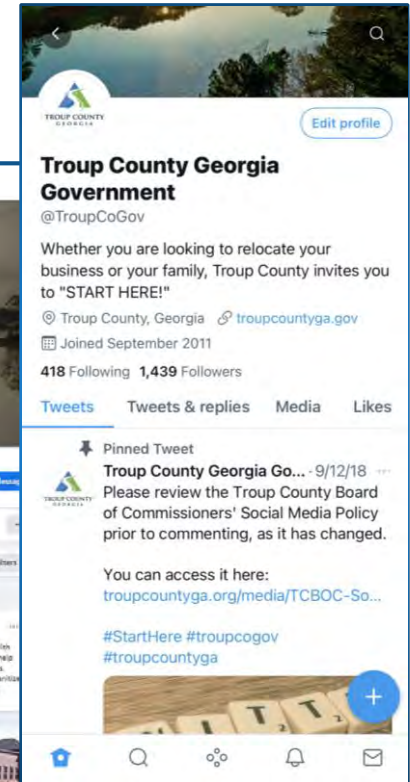 TROUP COUNTY
GEORGIA
Edit profile
Troup County Georgia
Government
@TroupCoGov
Whether you are looking to relocate your
business or your family, Troup County invites you
to "START HERE!"
Troup County, Georgia troupcountyga.gov
Joined September 2011
418 Following 1,439 Followers
Tweets Tweets & replies Media Likes
Pinned Tweet
Troup County Georgia Go... · 9/12/18 ···
TROUP COUNTY
GEORGIA
Please review the Troup County Board
of Commissioners' Social Media Policy
prior to commenting, as it has changed.
You can access it here:
troupcountyga.org/media/TCBOC-So...
#StartHere #troupcogov
#troupcountyga
I T T